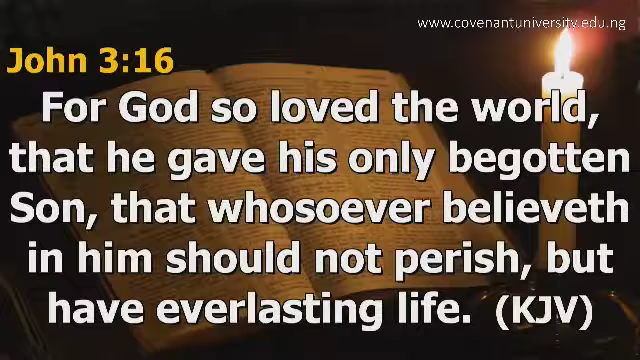 www.covenantuniversity.edu.ng
John 3:16
For God so loved the world,
that he gave his only begotten
Son, that whosoever believeth
in him should not perish, but
have everlasting life. (KJV)